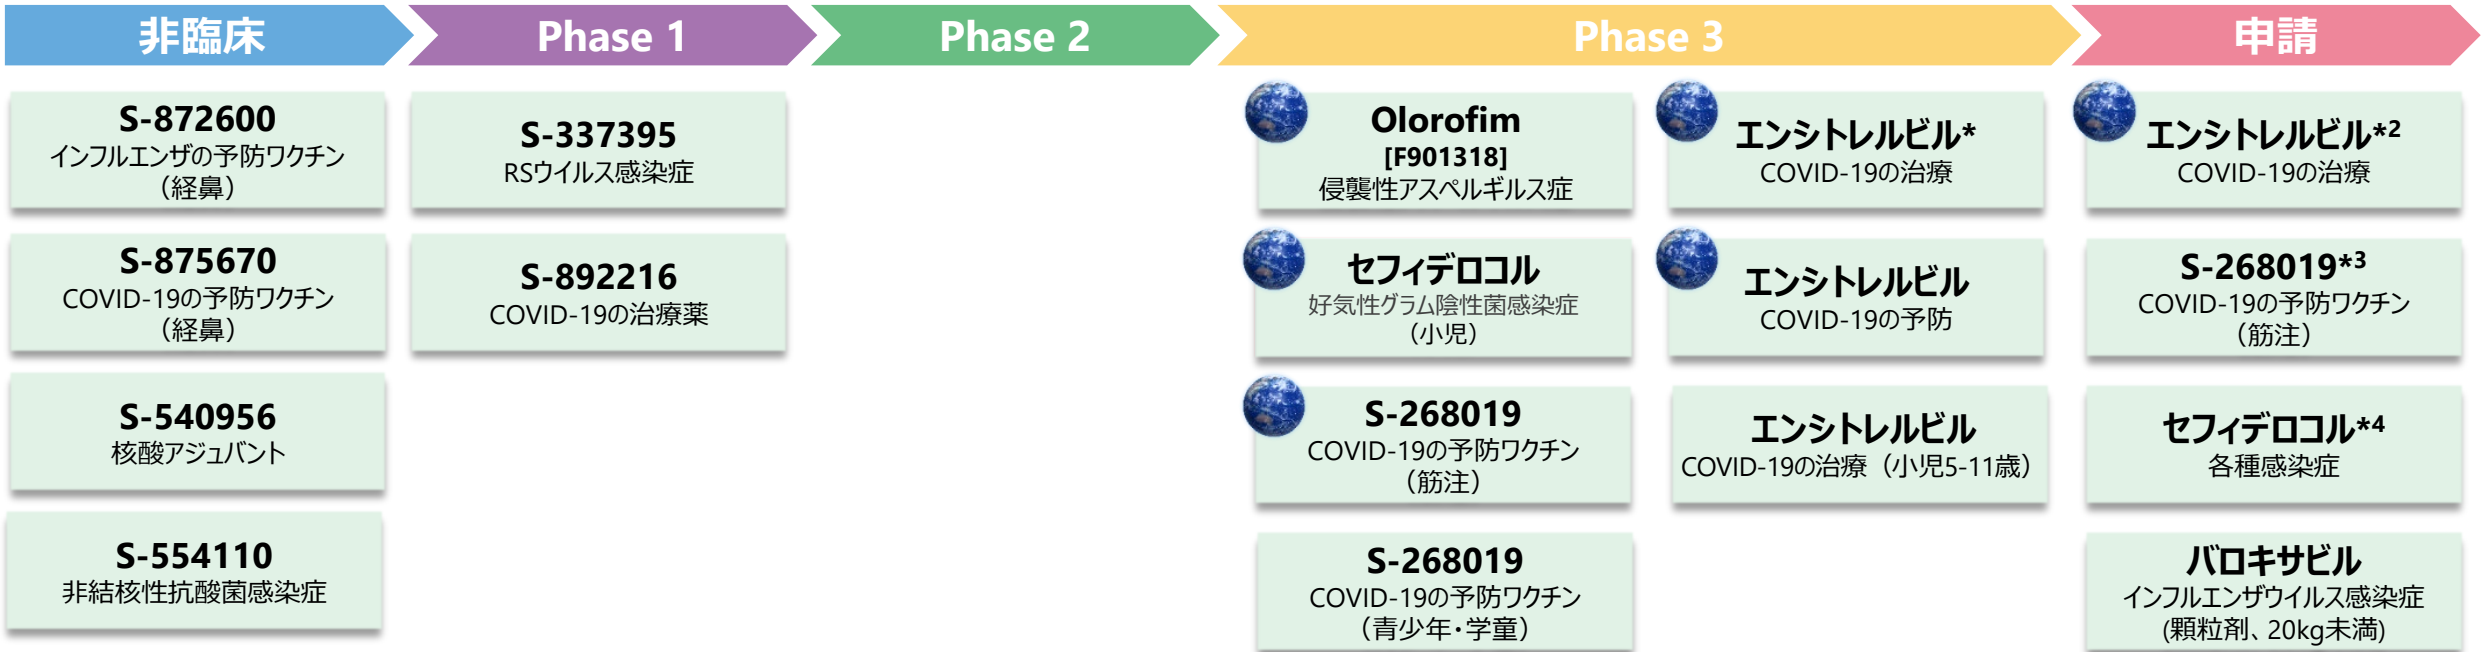 非臨床
Phase 1
Phase 2
Phase 3
申請
S-872600
インフルエンザの予防ワクチン
（経鼻）
S-875670
COVID-19の予防ワクチン
（経鼻）
S-540956
核酸アジュバント
S-554110
非結核性抗酸菌感染症
S-337395
RSウイルス感染症
S-892216
COVID-19の治療薬
Olorofim
[F901318]
侵襲性アスペルギルス症
セフィデロコル
好気性グラム陰性菌感染症
（小児）
S-268019
COVID-19の予防ワクチン
（筋注）
S-268019
COVID-19の予防ワクチン
（青少年・学童）
エンシトレルビル*
COVID-19の治療
エンシトレルビル
COVID-19の予防
エンシトレルビル
COVID-19の治療（小児5-11歳）
エンシトレルビル*2
COVID-19の治療
S-268019*3
COVID-19の予防ワクチン
（筋注）
セフィデロコル*4
各種感染症
バロキサビル
インフルエンザウイルス感染症
(顆粒剤、20kg未満)